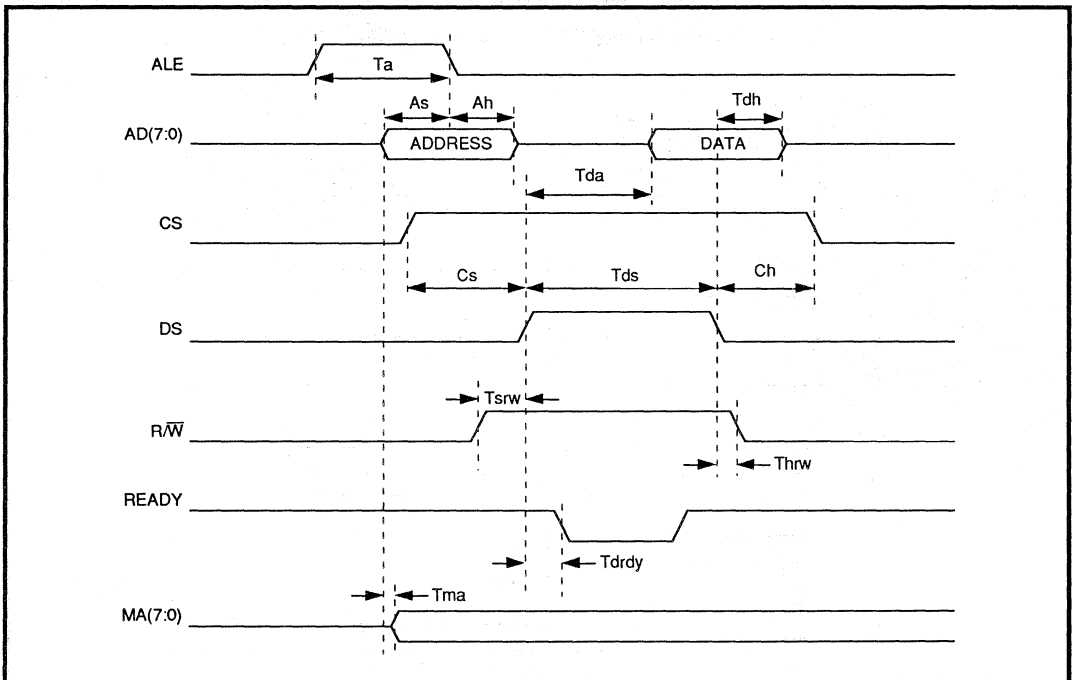 ALE
Ta
As Ah Tdh
AD(7:0)
ADDRESS DATA
Tda
CS
Cs Tds Ch
DS
Tsrw
R/W̅
Thrw
READY
Tdrdy
Tma
MA(7:0)